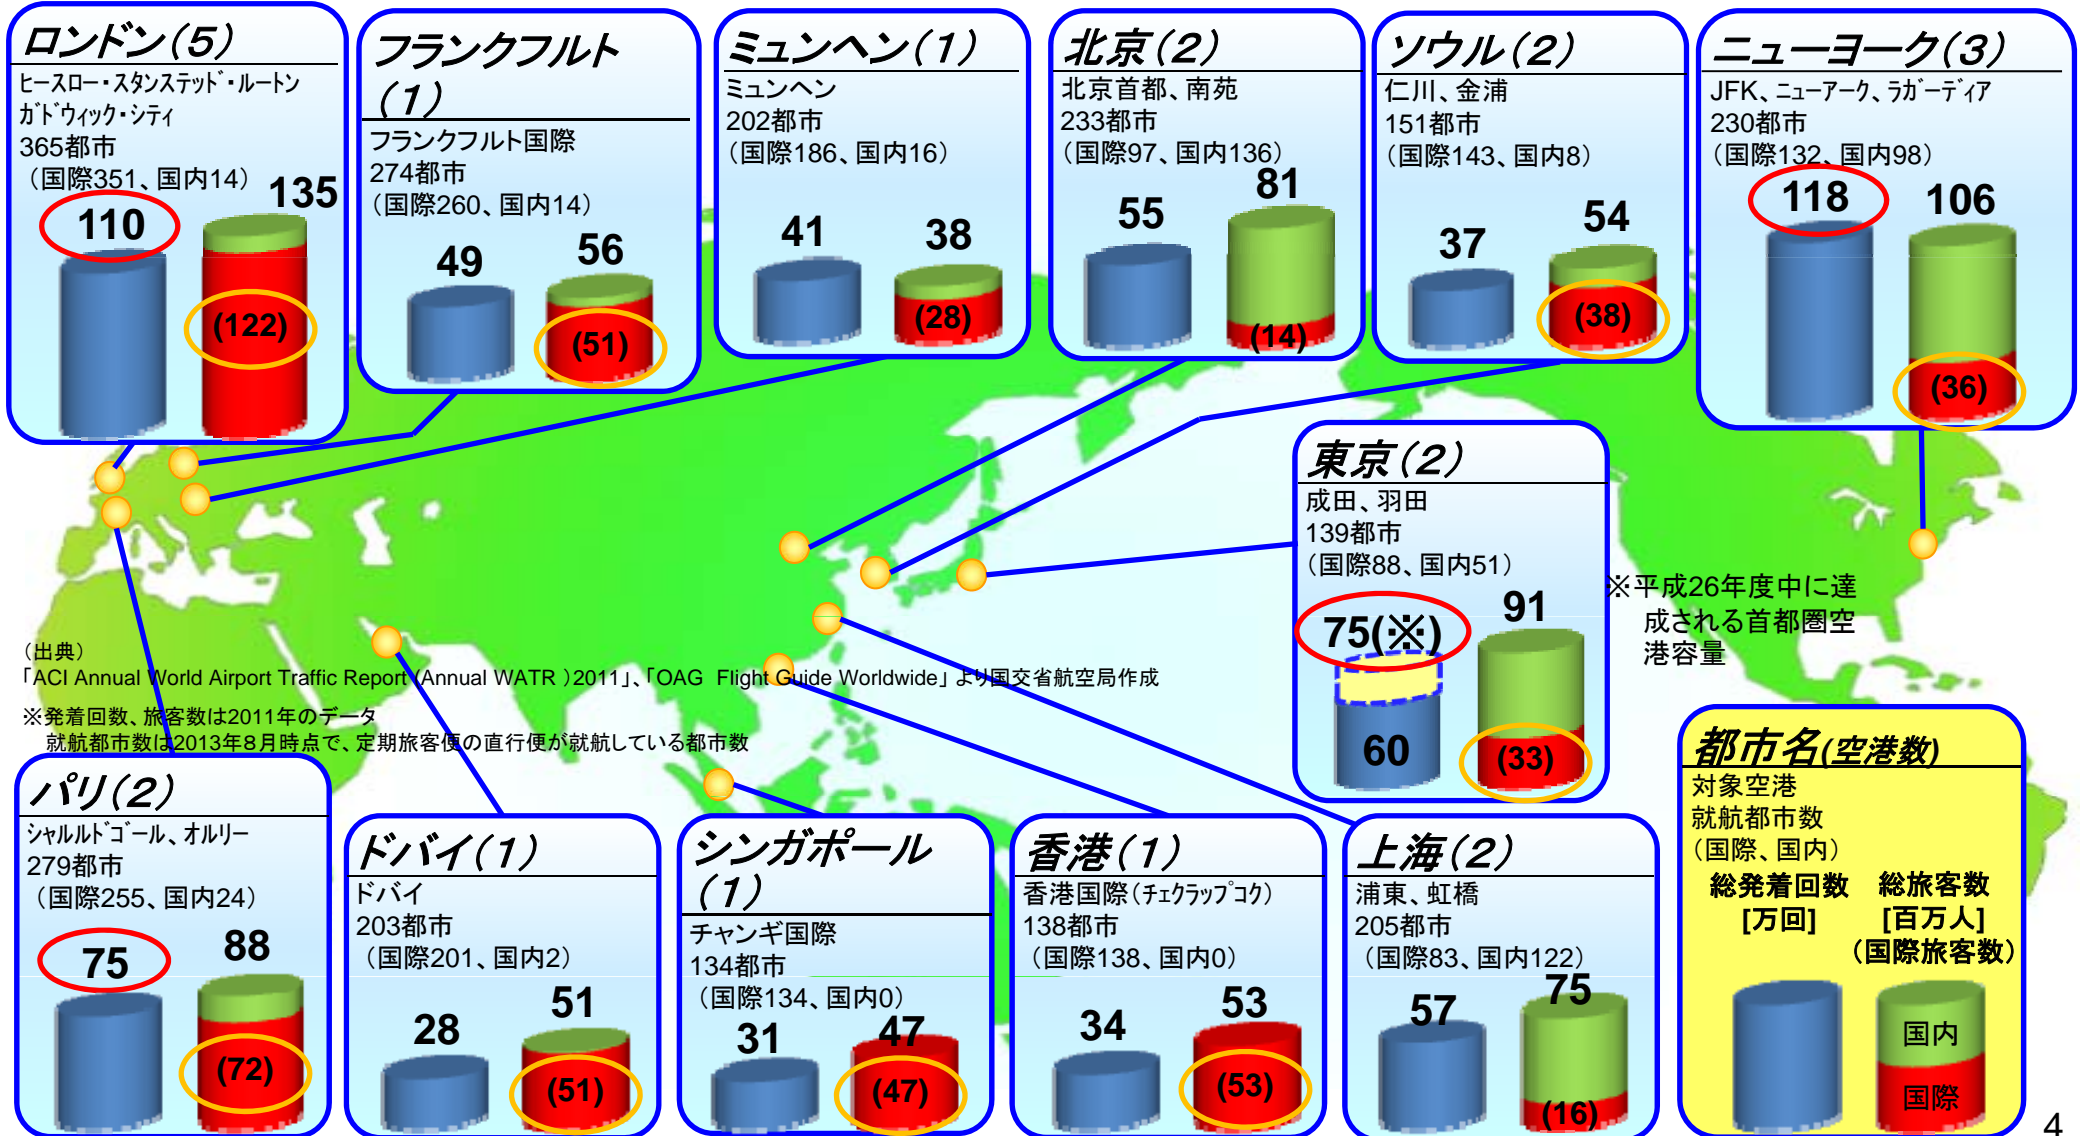 ロンドン（5）
ﾋｰｽﾛｰ・ｽﾀﾝｽﾃｯﾄﾞ・ﾙｰﾄﾝ
ｶﾞﾄﾞｳｨｯｸ・ｼﾃｨ
365都市
（国際351、国内14）
110
135
(122)
フランクフルト
（1）
フランクフルト国際
274都市
（国際260、国内14）
49
56
(51)
ミュンヘン（1）
ミュンヘン
202都市
（国際186、国内16）
41
38
(28)
北京（2）
北京首都、南苑
233都市
（国際97、国内136）
55
81
(14)
ソウル（2）
仁川、金浦
151都市
（国際143、国内8）
37
54
(38)
ニューヨーク（3）
JFK、ﾆｭｰｱｰｸ、ﾗｶﾞｰﾃﾞｨｱ
230都市
（国際132、国内98）
118
106
(36)
東京（2）
成田、羽田
139都市
（国際88、国内51）
75(※)
60
91
(33)
※平成26年度中に達
成される首都圏空
港容量
（出典）
「ACI Annual World Airport Traffic Report (Annual WATR )2011」、「OAG Flight Guide Worldwide」 より国交省航空局作成
※発着回数、旅客数は2011年のデータ
就航都市数は2013年8月時点で、定期旅客便の直行便が就航している都市数
パリ（2）
ｼｬﾙﾙﾄﾞｺﾞｰﾙ、オルリー
279都市
（国際255、国内24）
75
88
(72)
ドバイ（1）
ドバイ
203都市
（国際201、国内2）
28
51
(51)
シンガポール
（1）
チャンギ国際
134都市
（国際134、国内0）
31
47
(47)
香港（1）
香港国際（ﾁｪｸﾗｯﾌﾟｺｸ）
138都市
（国際138、国内0）
34
53
(53)
上海（2）
浦東、虹橋
205都市
（国際83、国内122）
57
75
(16)
都市名(空港数)
対象空港
就航都市数
（国際、国内）
総発着回数
[万回]
総旅客数
[百万人]
（国際旅客数）
国内
国際
4